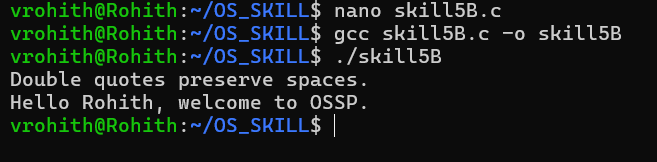 vrohith@Rohith:~/OS_SKILL$ nano skill5B.c
vrohith@Rohith:~/OS_SKILL$ gcc skill5B.c -o skill5B
vrohith@Rohith:~/OS_SKILL$ ./skill5B
Double quotes preserve spaces.
Hello Rohith, welcome to OSSP.
vrohith@Rohith:~/OS_SKILL$